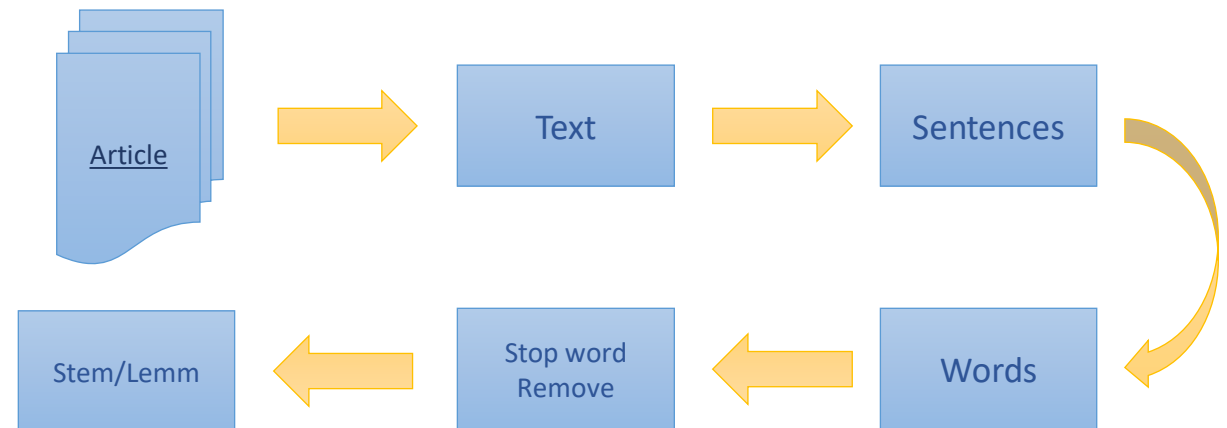 Article
Text
Sentences
Words
Stop word
Remove
Stem/Lemm